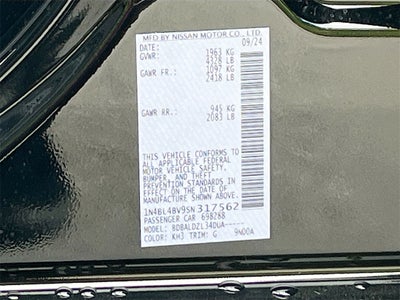 MFD BY NISSAN MOTOR CO., LTD.
DATE: 09/24
GVWR: 1963 KG
4328 LB
GAWR FR: 1097 KG
2418 LB
GAWR RR: 945 KG
2083 LB
THIS VEHICLE CONFORMS TO ALL
APPLICABLE FEDERAL
MOTOR VEHICLE SAFETY,
BUMPER, AND THEFT
PREVENTION STANDARDS IN
EFFECT ON THE DATE OF
MANUFACTURE SHOWN ABOVE.
1N4BL4BV9SN317562
PASSENGER CAR 698288
MODEL: BDBALDZL34DUA-----
COLOR: KH3 TRIM: G 9N00A